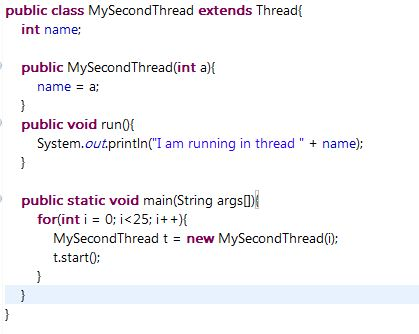 public class MySecondThread extends Thread{
int name;
public MySecondThread(int a){
name = a;
}
public void run(){
System.out.println("I am running in thread " + name);
}
public static void main(String args[]){
for(int i = 0; i<25; i++){
MySecondThread t = new MySecondThread(i);
t.start();
}
}
}